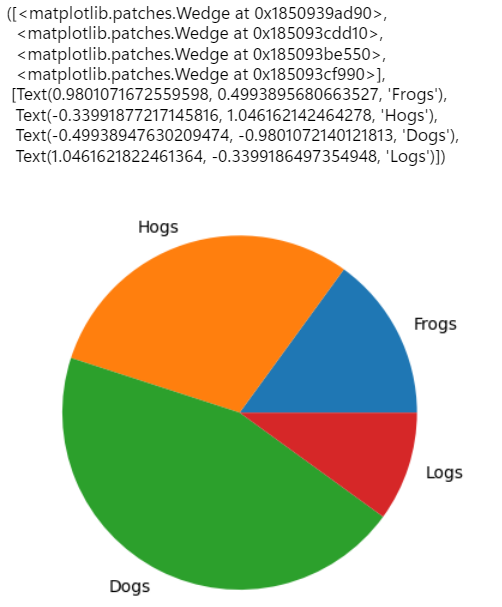 ([<matplotlib.patches.Wedge at 0x1850939ad90>,
<matplotlib.patches.Wedge at 0x185093cdd10>,
<matplotlib.patches.Wedge at 0x185093be550>,
<matplotlib.patches.Wedge at 0x185093cf990>],
[Text(0.9801071672559598, 0.4993895680663527, 'Frogs'),
Text(-0.33991877217145816, 1.046162142464278, 'Hogs'),
Text(-0.49938947630209474, -0.9801072140121813, 'Dogs'),
Text(1.0461621822461364, -0.3399186497354948, 'Logs')])
Hogs
Frogs
Logs
Dogs